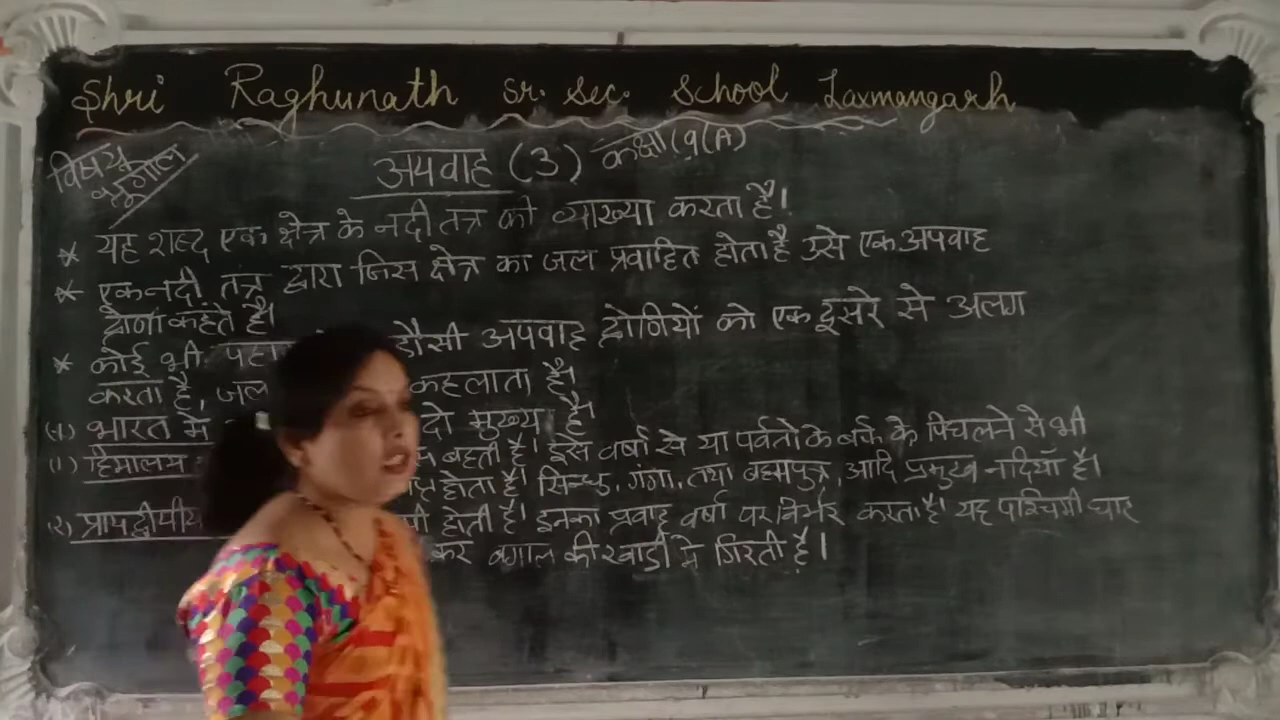 Shri Raghunath Sr. Sec. School Laxmangarh
विषय भूगोल
अपवाह (3) कक्षा (9(A)
* यह शब्द एक क्षेत्र के नदी तंत्र की व्याख्या करता है।
* एक नदी तंत्र द्वारा जिस क्षेत्र का जल प्रवाहित होता है उसे एक अपवाह
द्रोणी कहते है।
* कोई भी पहा डौसी अपवाह द्रोणियों को एक दूसरे से अलग
करता है, जल कहलाता है।
भारत में दो मुख्य है।
(1) हिमालय बहती है। इसे वर्षा से या पर्वतो के बर्फ के पिघलने से भी
होता है। सिन्धु, गंगा, तथा ब्रह्मपुत्र, आदि प्रमुख नदियाँ है।
(2) प्रायद्वीपीय होती है। इनका प्रवाह वर्षा पर निर्भर करता है। यह पश्चिमी घाट
कर बंगाल की खाडी मे गिरती है।